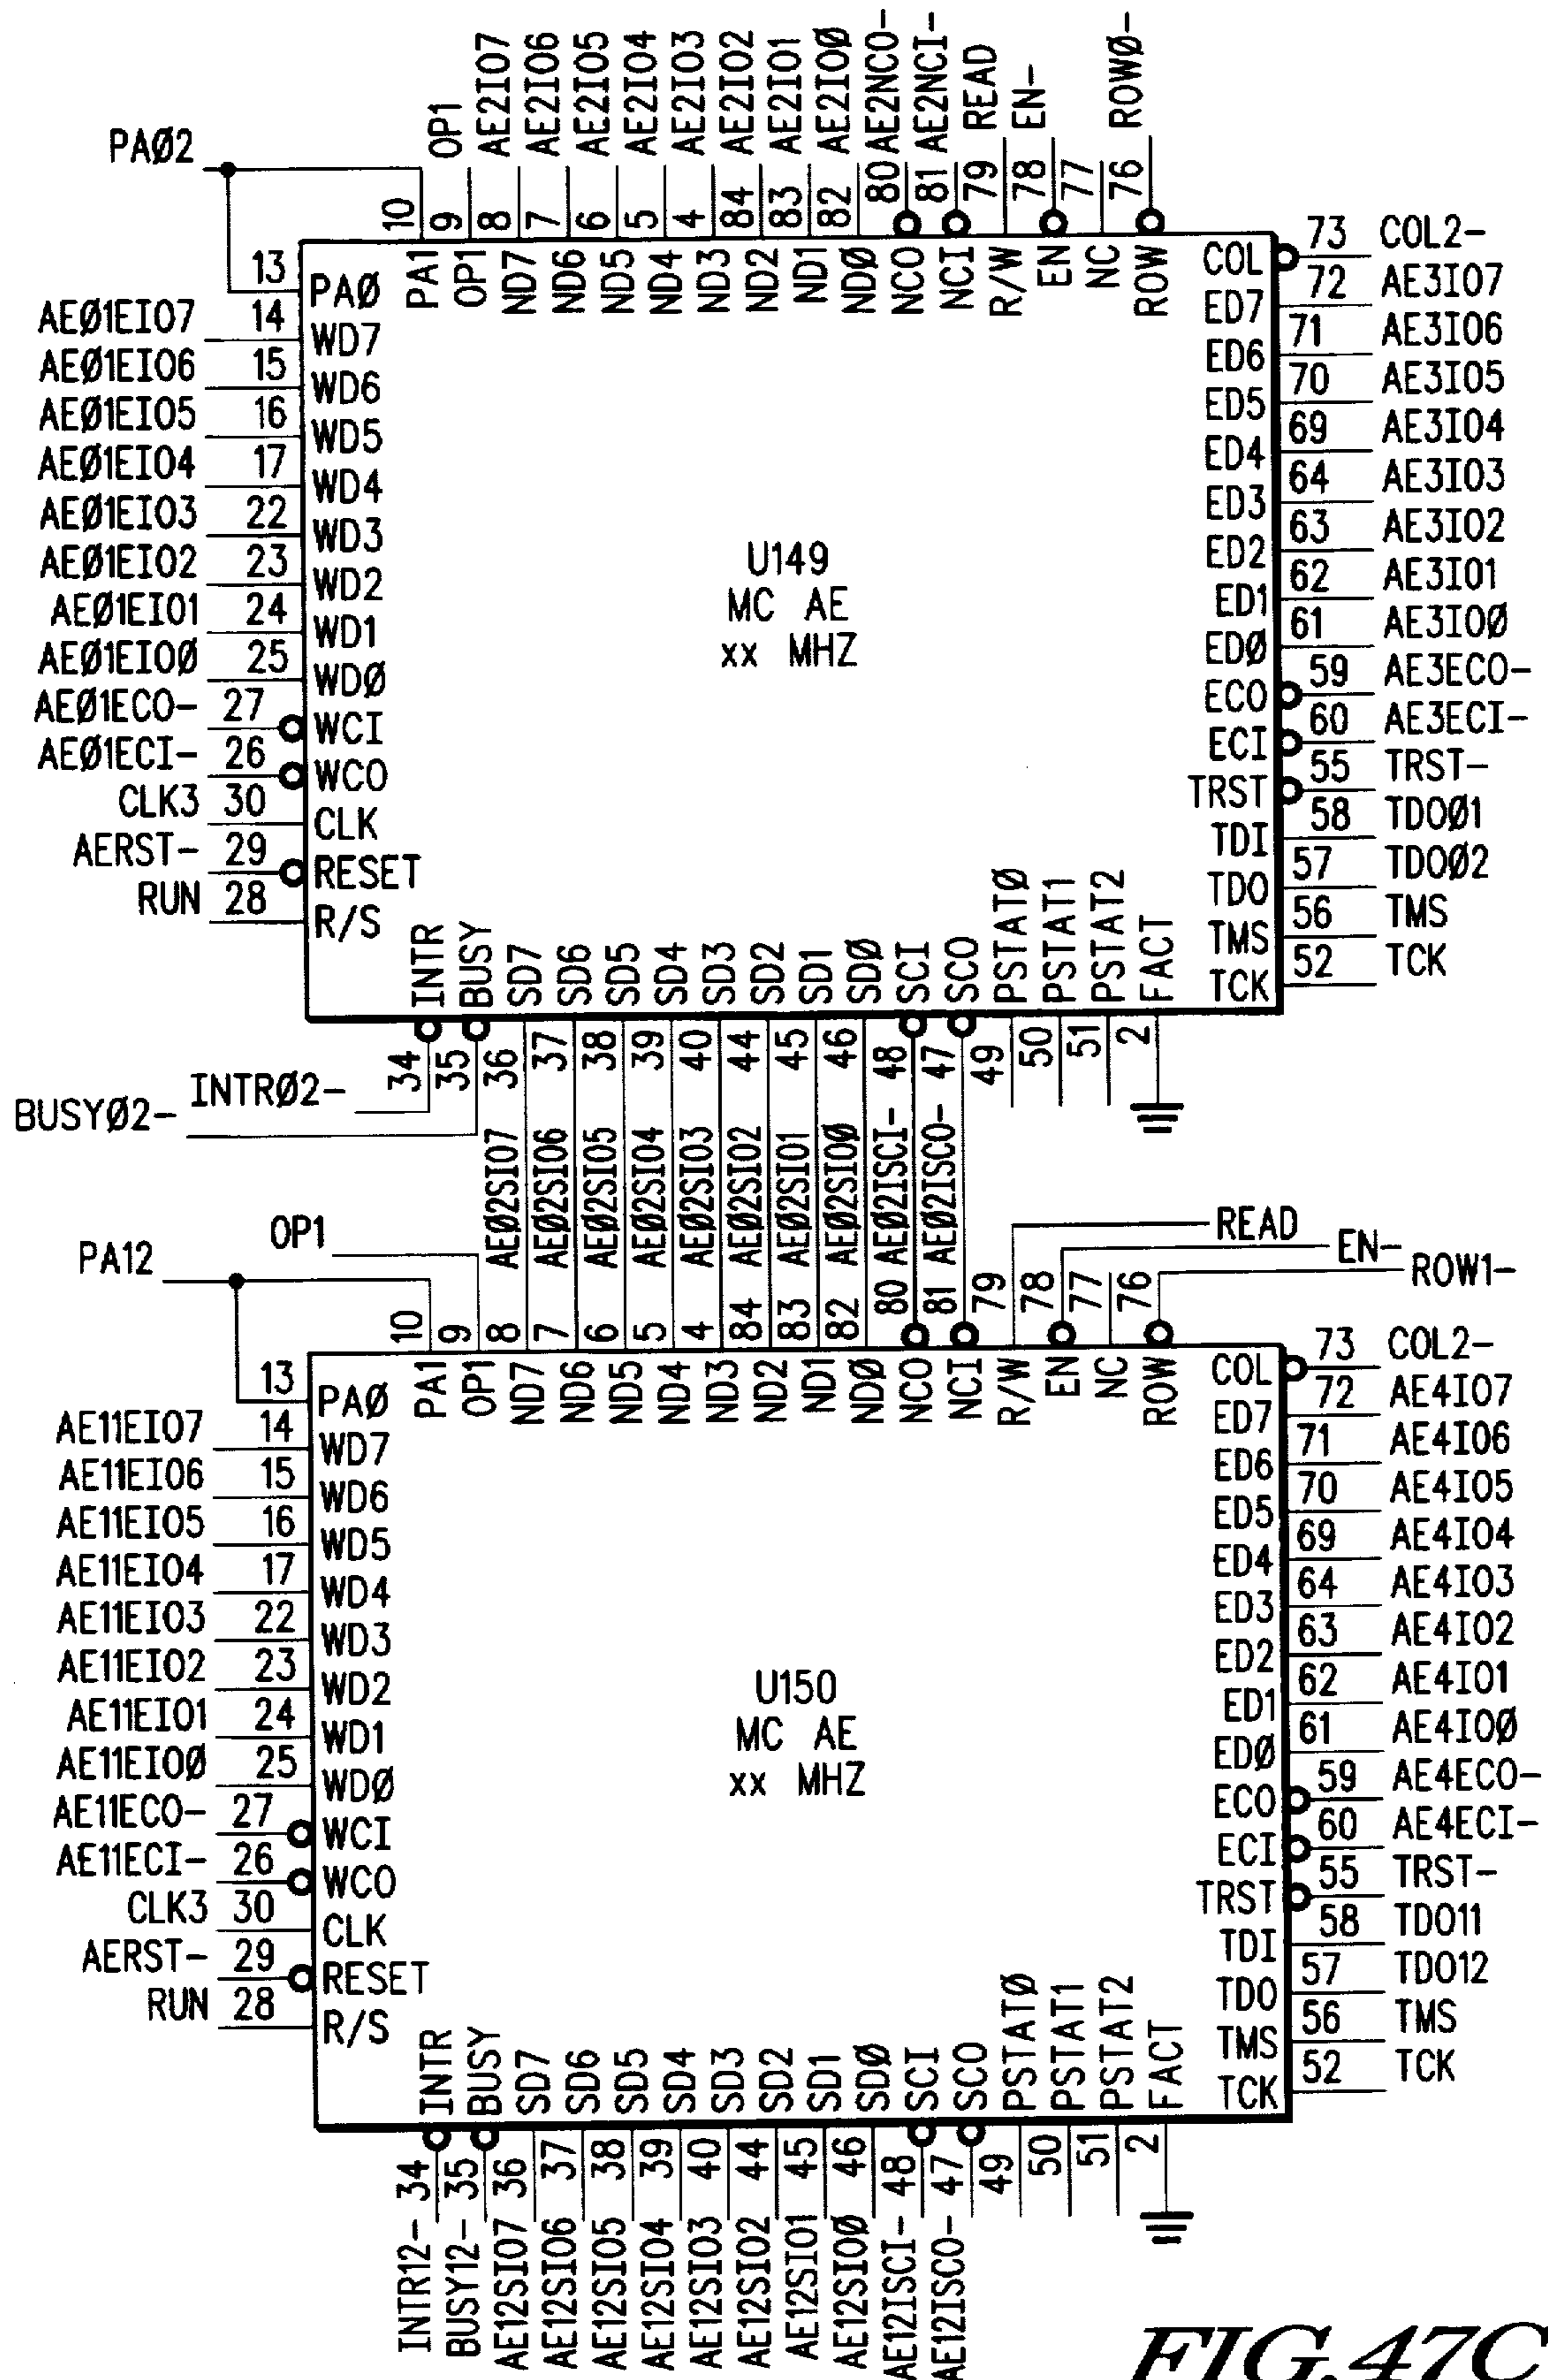 PAØ2
OP1
AE2IO7
AE2IO6
AE2IO5
AE2IO4
AE2IO3
AE2IO2
AE2IO1
AE2IOØ
AE2NCO-
AE2NCI-
READ
EN-
ROWØ-
10
9
8
7
6
5
4
84
83
82
80
81
79
78
77
76
PA1
OP1
ND7
ND6
ND5
ND4
ND3
ND2
ND1
NDØ
NCO
NCI
R/W
EN
NC
ROW
13 PAØ
AEØ1EIO7 14 WD7
AEØ1EIO6 15 WD6
AEØ1EIO5 16 WD5
AEØ1EIO4 17 WD4
AEØ1EIO3 22 WD3
AEØ1EIO2 23 WD2
AEØ1EIO1 24 WD1
AEØ1EIOØ 25 WDØ
AEØ1ECO- 27 WCI
AEØ1ECI- 26 WCO
CLK3 30 CLK
AERST- 29 RESET
RUN 28 R/S
U149
MC AE
xx MHZ
COL 73 COL2-
ED7 72 AE3IO7
ED6 71 AE3IO6
ED5 70 AE3IO5
ED4 69 AE3IO4
ED3 64 AE3IO3
ED2 63 AE3IO2
ED1 62 AE3IO1
EDØ 61 AE3IOØ
ECO 59 AE3ECO-
ECI 60 AE3ECI-
TRST 55 TRST-
TDI 58 TDOØ1
TDO 57 TDOØ2
TMS 56 TMS
TCK 52 TCK
INTR
BUSY
SD7
SD6
SD5
SD4
SD3
SD2
SD1
SDØ
SCI
SCO
PSTATØ
PSTAT1
PSTAT2
FACT
34
35
36
37
38
39
40
44
45
46
48
47
49
50
51
2
INTRØ2-
BUSYØ2-
AEØ2SIO7
AEØ2SIO6
AEØ2SIO5
AEØ2SIO4
AEØ2SIO3
AEØ2SIO2
AEØ2SIO1
AEØ2SIOØ
AEØ2ISCI-
AEØ2ISCO-
OP1
PA12
READ
EN-
ROW1-
10
9
8
7
6
5
4
84
83
82
80
81
79
78
77
76
PA1
OP1
ND7
ND6
ND5
ND4
ND3
ND2
ND1
NDØ
NCO
NCI
R/W
EN
NC
ROW
13 PAØ
AE11EIO7 14 WD7
AE11EIO6 15 WD6
AE11EIO5 16 WD5
AE11EIO4 17 WD4
AE11EIO3 22 WD3
AE11EIO2 23 WD2
AE11EIO1 24 WD1
AE11EIOØ 25 WDØ
AE11ECO- 27 WCI
AE11ECI- 26 WCO
CLK3 30 CLK
AERST- 29 RESET
RUN 28 R/S
U150
MC AE
xx MHZ
COL 73 COL2-
ED7 72 AE4IO7
ED6 71 AE4IO6
ED5 70 AE4IO5
ED4 69 AE4IO4
ED3 64 AE4IO3
ED2 63 AE4IO2
ED1 62 AE4IO1
EDØ 61 AE4IOØ
ECO 59 AE4ECO-
ECI 60 AE4ECI-
TRST 55 TRST-
TDI 58 TDO11
TDO 57 TDO12
TMS 56 TMS
TCK 52 TCK
INTR
BUSY
SD7
SD6
SD5
SD4
SD3
SD2
SD1
SDØ
SCI
SCO
PSTATØ
PSTAT1
PSTAT2
FACT
INTR12- 34
BUSY12- 35
AE12SIO7 36
AE12SIO6 37
AE12SIO5 38
AE12SIO4 39
AE12SIO3 40
AE12SIO2 44
AE12SIO1 45
AE12SIOØ 46
AE12ISCI- 48
AE12ISCO- 47
49
50
51
2
FIG.47C